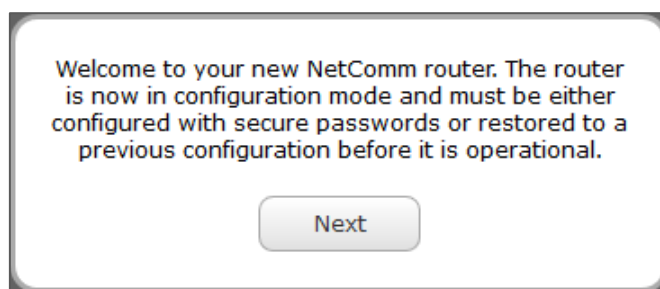 Welcome to your new NetComm router. The router
is now in configuration mode and must be either
configured with secure passwords or restored to a
previous configuration before it is operational.
Next